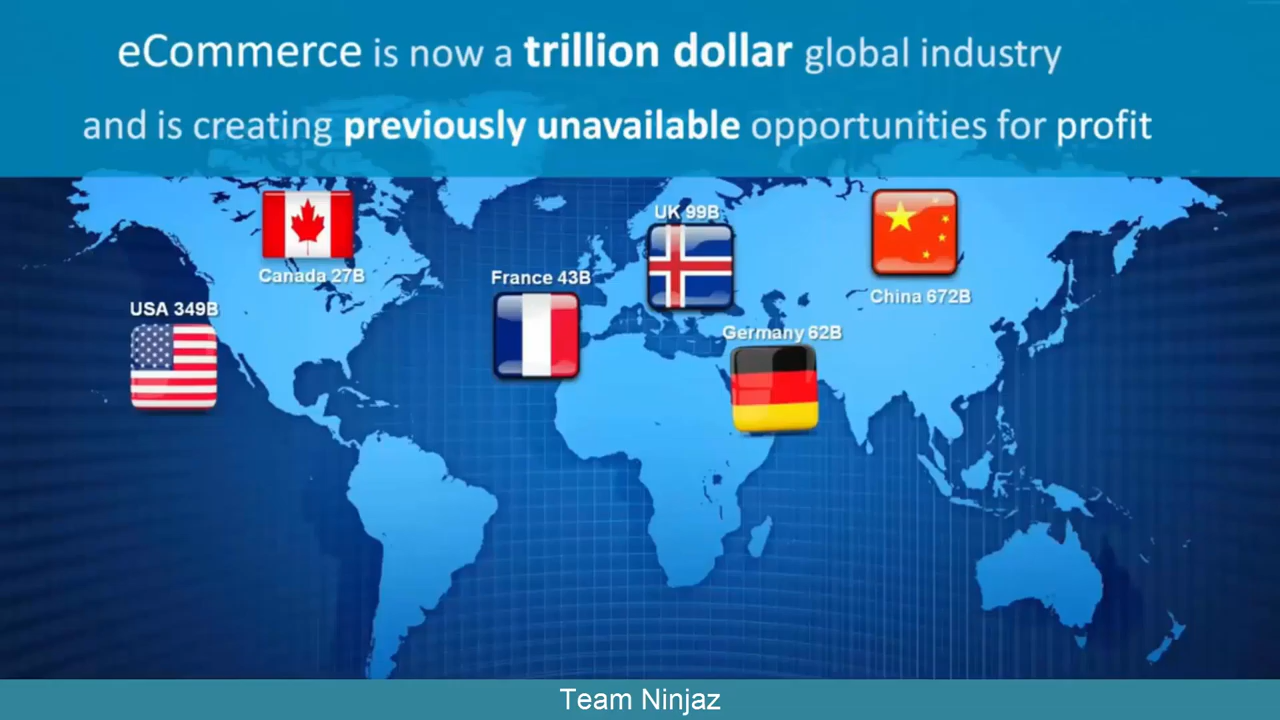 eCommerce is now a trillion dollar global industry
and is creating previously unavailable opportunities for profit
UK 99B
Canada 27B
France 43B
China 672B
USA 349B
Germany 62B
Team Ninjaz